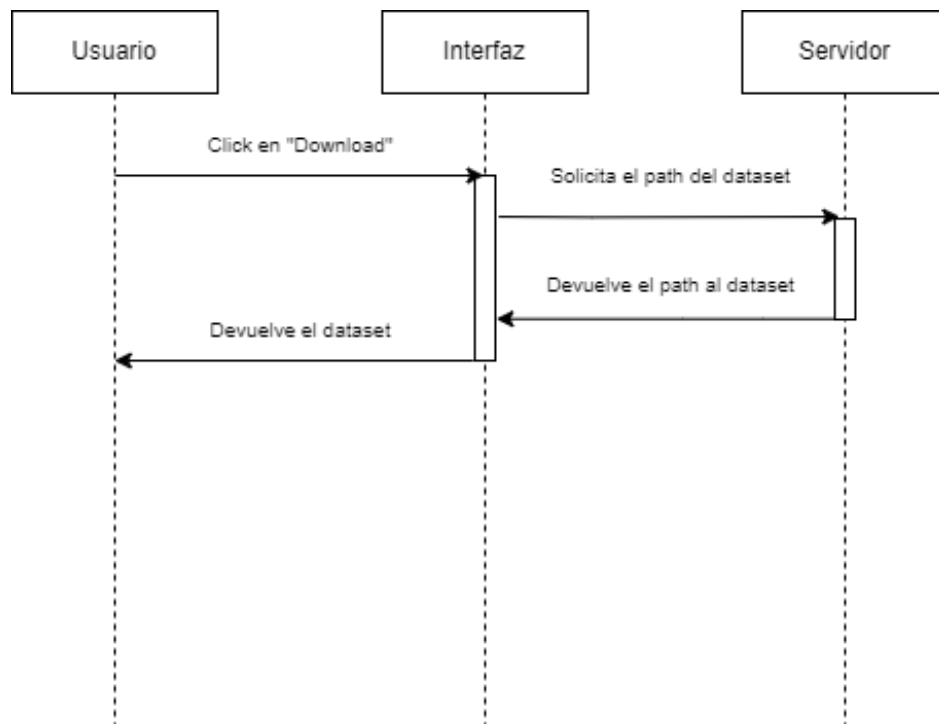 Usuario
Interfaz
Servidor
Click en "Download"
Solicita el path del dataset
Devuelve el path al dataset
Devuelve el dataset